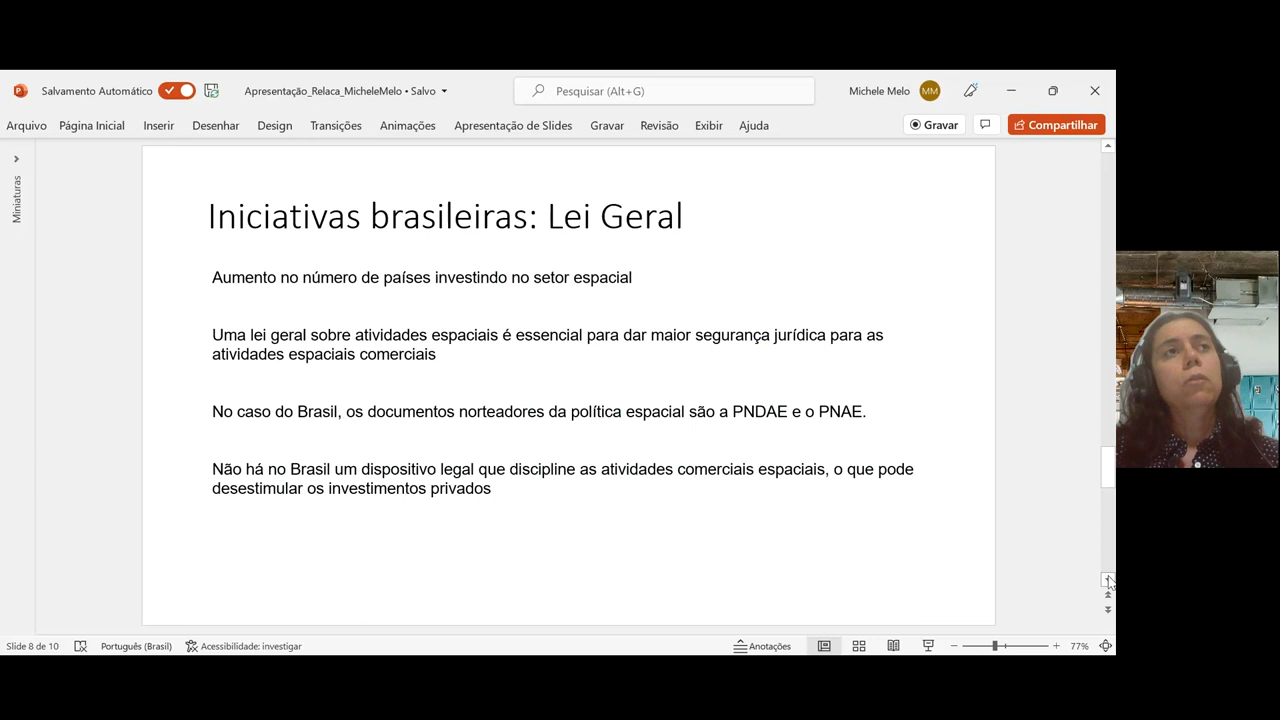 Salvamento Automático
Apresentação_Relaca_MicheleMelo • Salvo
Pesquisar (Alt+G)
Michele Melo
MM
Arquivo Página Inicial Inserir Desenhar Design Transições Animações Apresentação de Slides Gravar Revisão Exibir Ajuda
Gravar
Compartilhar
Miniaturas
Iniciativas brasileiras: Lei Geral
Aumento no número de países investindo no setor espacial
Uma lei geral sobre atividades espaciais é essencial para dar maior segurança jurídica para as
atividades espaciais comerciais
No caso do Brasil, os documentos norteadores da política espacial são a PNDAE e o PNAE.
Não há no Brasil um dispositivo legal que discipline as atividades comerciais espaciais, o que pode
desestimular os investimentos privados
Slide 8 de 10 Português (Brasil) Acessibilidade: investigar Anotações 77%